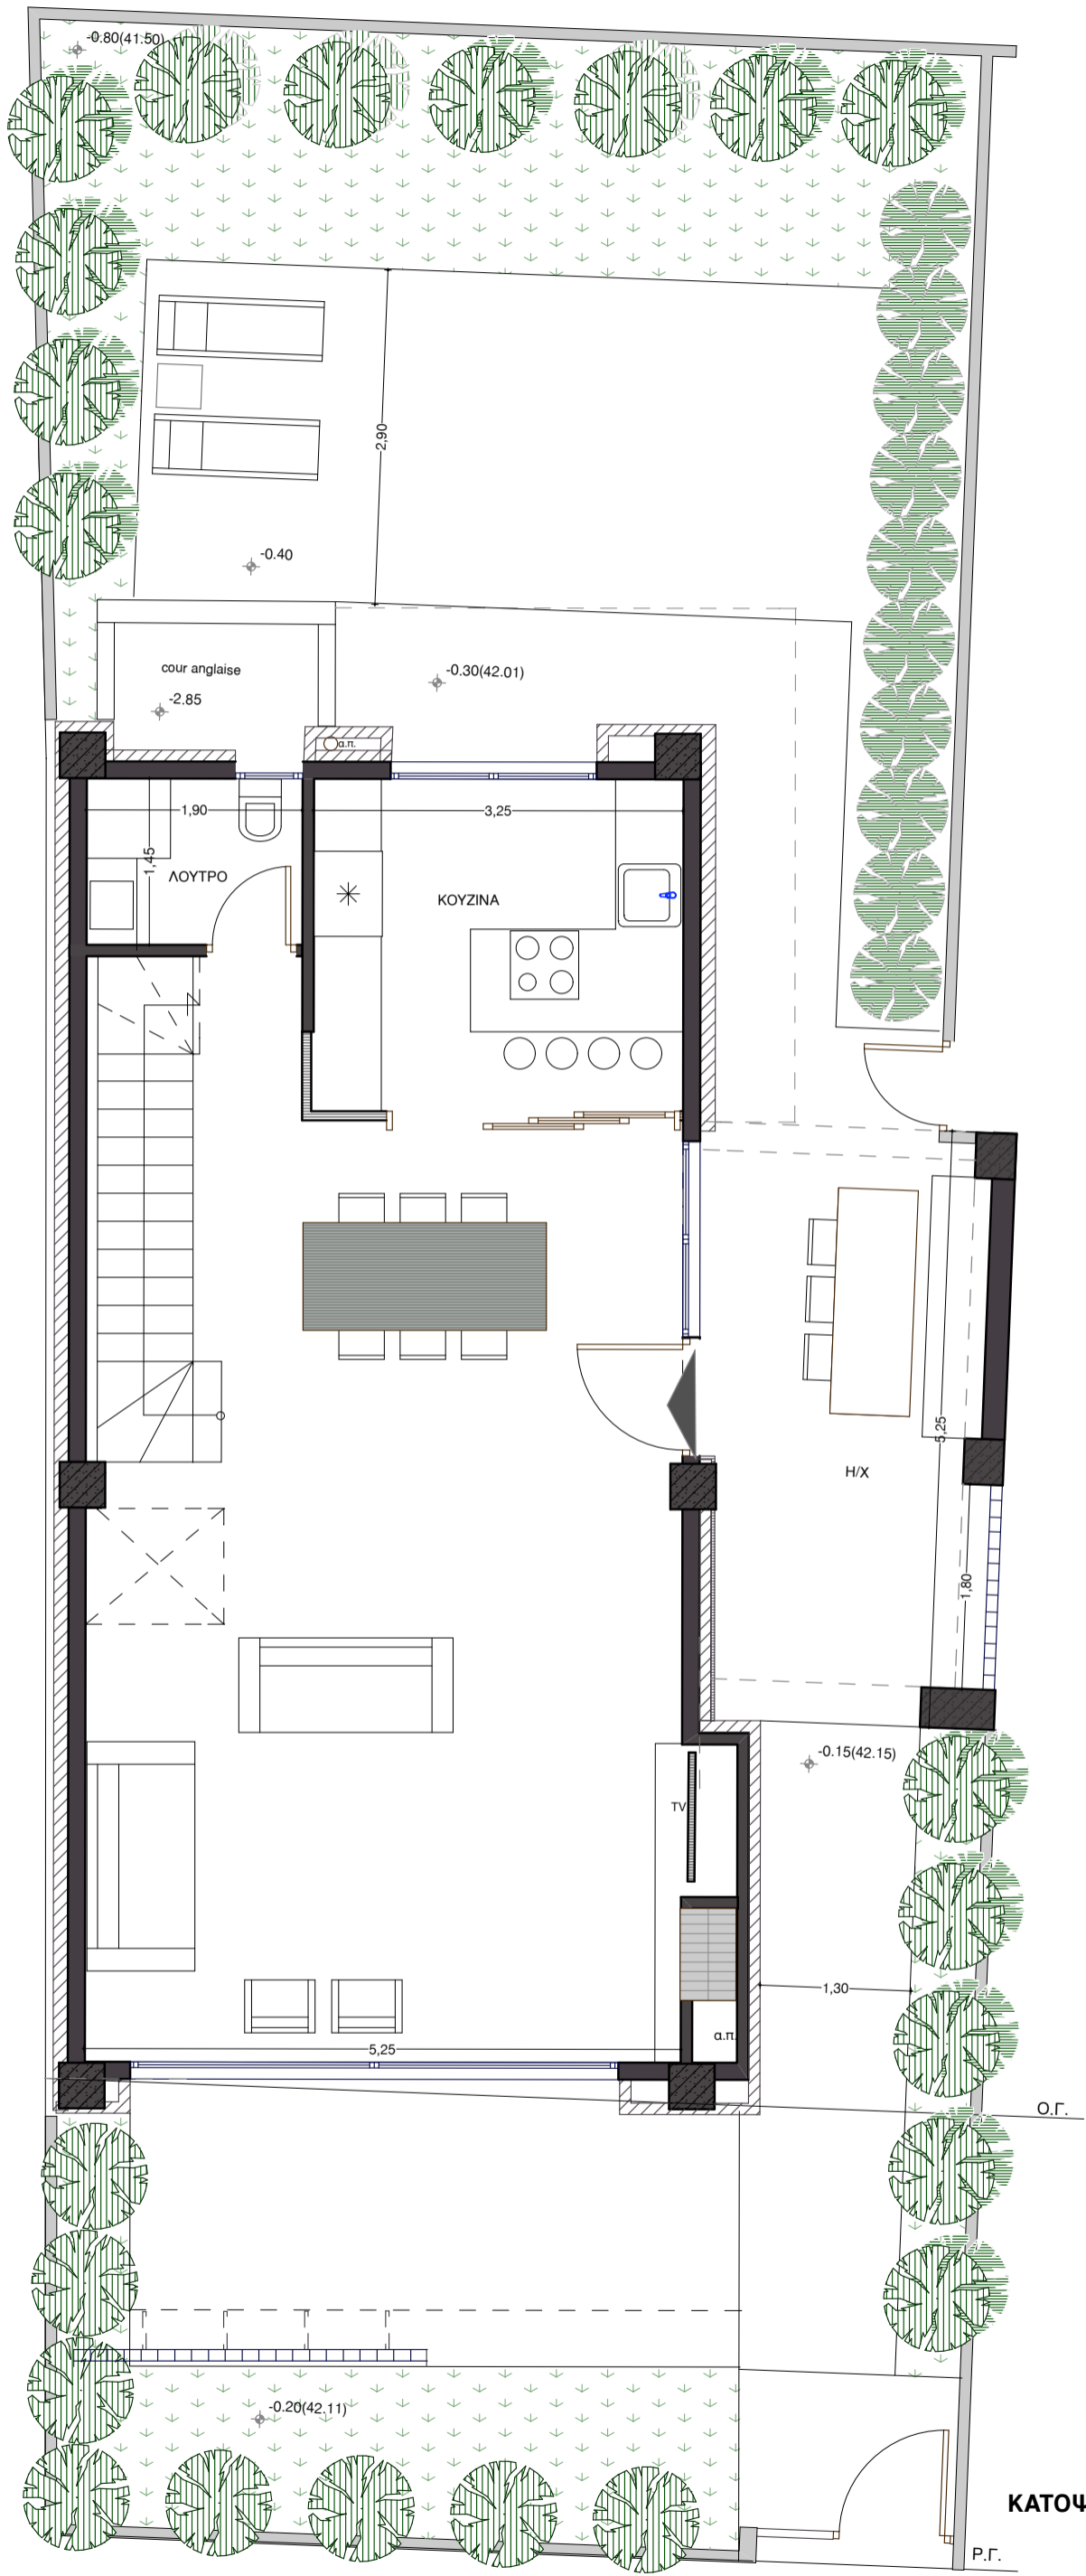 -0.80(41.50)
2,90
-0.40
cour anglaise
-2.85
-0.30(42.01)
α.π.
1,90
3,25
1,45
ΛΟΥΤΡΟ
ΚΟΥΖΙΝΑ
5,25
Η/Χ
1,80
-0.15(42.15)
TV
1,30
α.π.
5,25
Ο.Γ.
-0.20(42.11)
ΚΑΤΟΨ
Ρ.Γ.